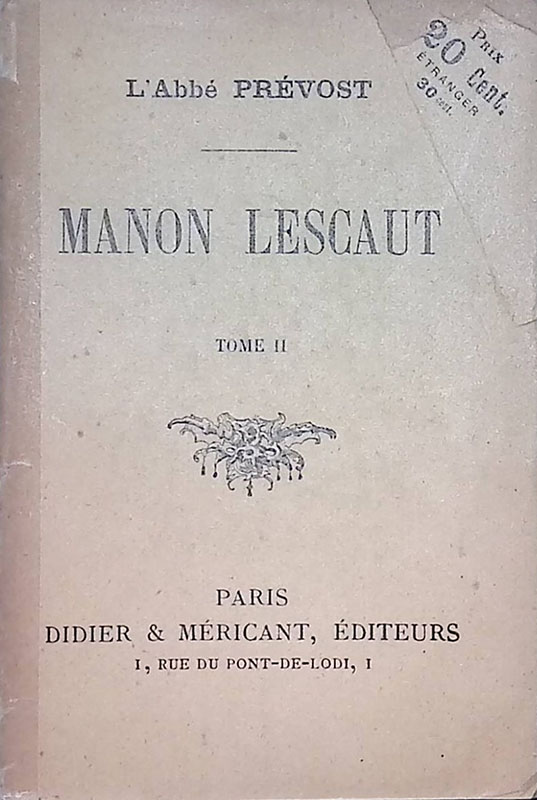 PRIX
20 Cent.
ÉTRANGER
30 cent.
L'Abbé PRÉVOST
MANON LESCAUT
TOME II
PARIS
DIDIER & MÉRICANT, ÉDITEURS
1, RUE DU PONT-DE-LODI, 1